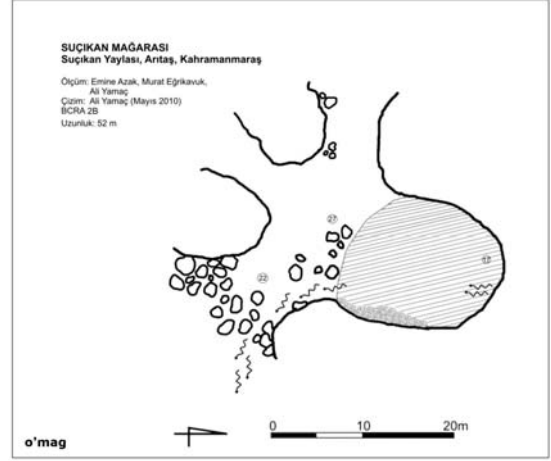 SUÇIKAN MAĞARASI
Suçıkan Yaylası, Arıtaş, Kahramanmaraş
Ölçüm: Emine Azak, Murat Eğrikavuk,
Ali Yamaç
Çizim: Ali Yamaç (Mayıs 2010)
BCRA 2B
Uzunluk: 52 m
27
22
12
0 10 20m
o'mag